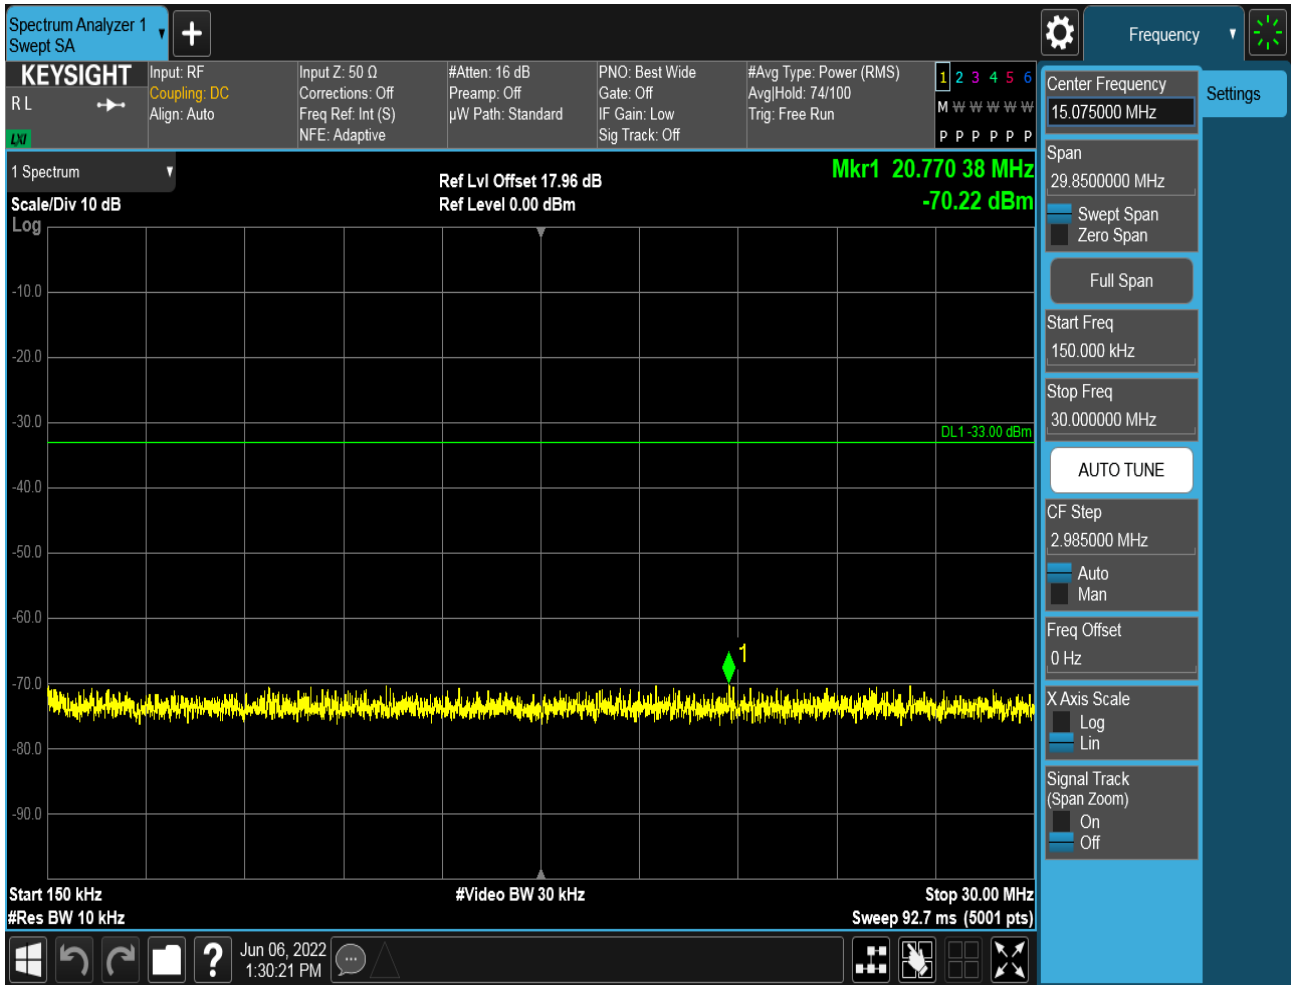 Spectrum Analyzer 1
Swept SA
Frequency
KEYSIGHT
R L
LXI
Input: RF
Coupling: DC
Align: Auto
Input Z: 50 Ω
Corrections: Off
Freq Ref: Int (S)
NFE: Adaptive
#Atten: 16 dB
Preamp: Off
µW Path: Standard
PNO: Best Wide
Gate: Off
IF Gain: Low
Sig Track: Off
#Avg Type: Power (RMS)
Avg|Hold: 74/100
Trig: Free Run
1 2 3 4 5 6
M W W W W W
P P P P P P
1 Spectrum
Scale/Div 10 dB
Log
Ref Lvl Offset 17.96 dB
Ref Level 0.00 dBm
Mkr1 20.770 38 MHz
-70.22 dBm
-10.0
-20.0
-30.0
DL1 -33.00 dBm
-40.0
-50.0
-60.0
1
-70.0
-80.0
-90.0
Start 150 kHz
#Res BW 10 kHz
#Video BW 30 kHz
Stop 30.00 MHz
Sweep 92.7 ms (5001 pts)
?
Jun 06, 2022
1:30:21 PM
Center Frequency
15.075000 MHz
Settings
Span
29.8500000 MHz
Swept Span
Zero Span
Full Span
Start Freq
150.000 kHz
Stop Freq
30.000000 MHz
AUTO TUNE
CF Step
2.985000 MHz
Auto
Man
Freq Offset
0 Hz
X Axis Scale
Log
Lin
Signal Track
(Span Zoom)
On
Off